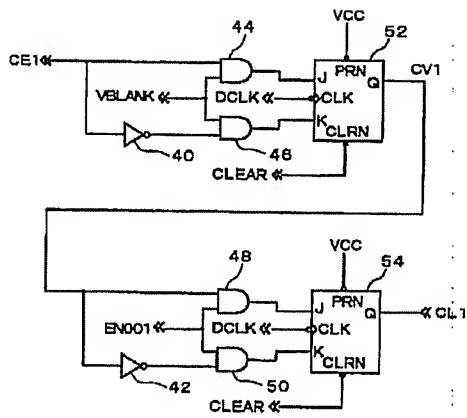 44
VCC
52
CE1
J PRN Q
CV1
VBLANK
DCLK
CLK
K CLRN
40
46
CLEAR
48
VCC
54
J PRN Q
CLT
EN001
DCLK
CLK
K CLRN
42
50
CLEAR